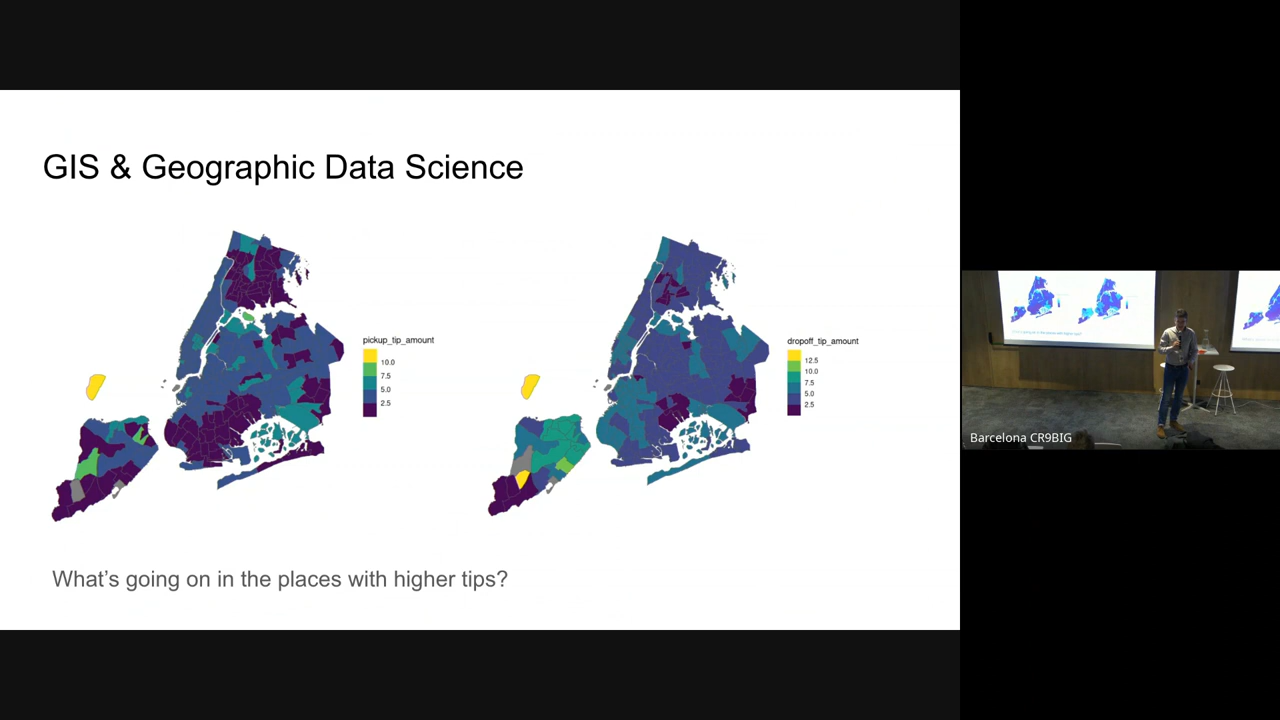 GIS & Geographic Data Science
pickup_tip_amount
10.0
7.5
5.0
2.5
dropoff_tip_amount
12.5
10.0
7.5
5.0
2.5
What's going on in the places with higher tips?
Barcelona CR9BIG